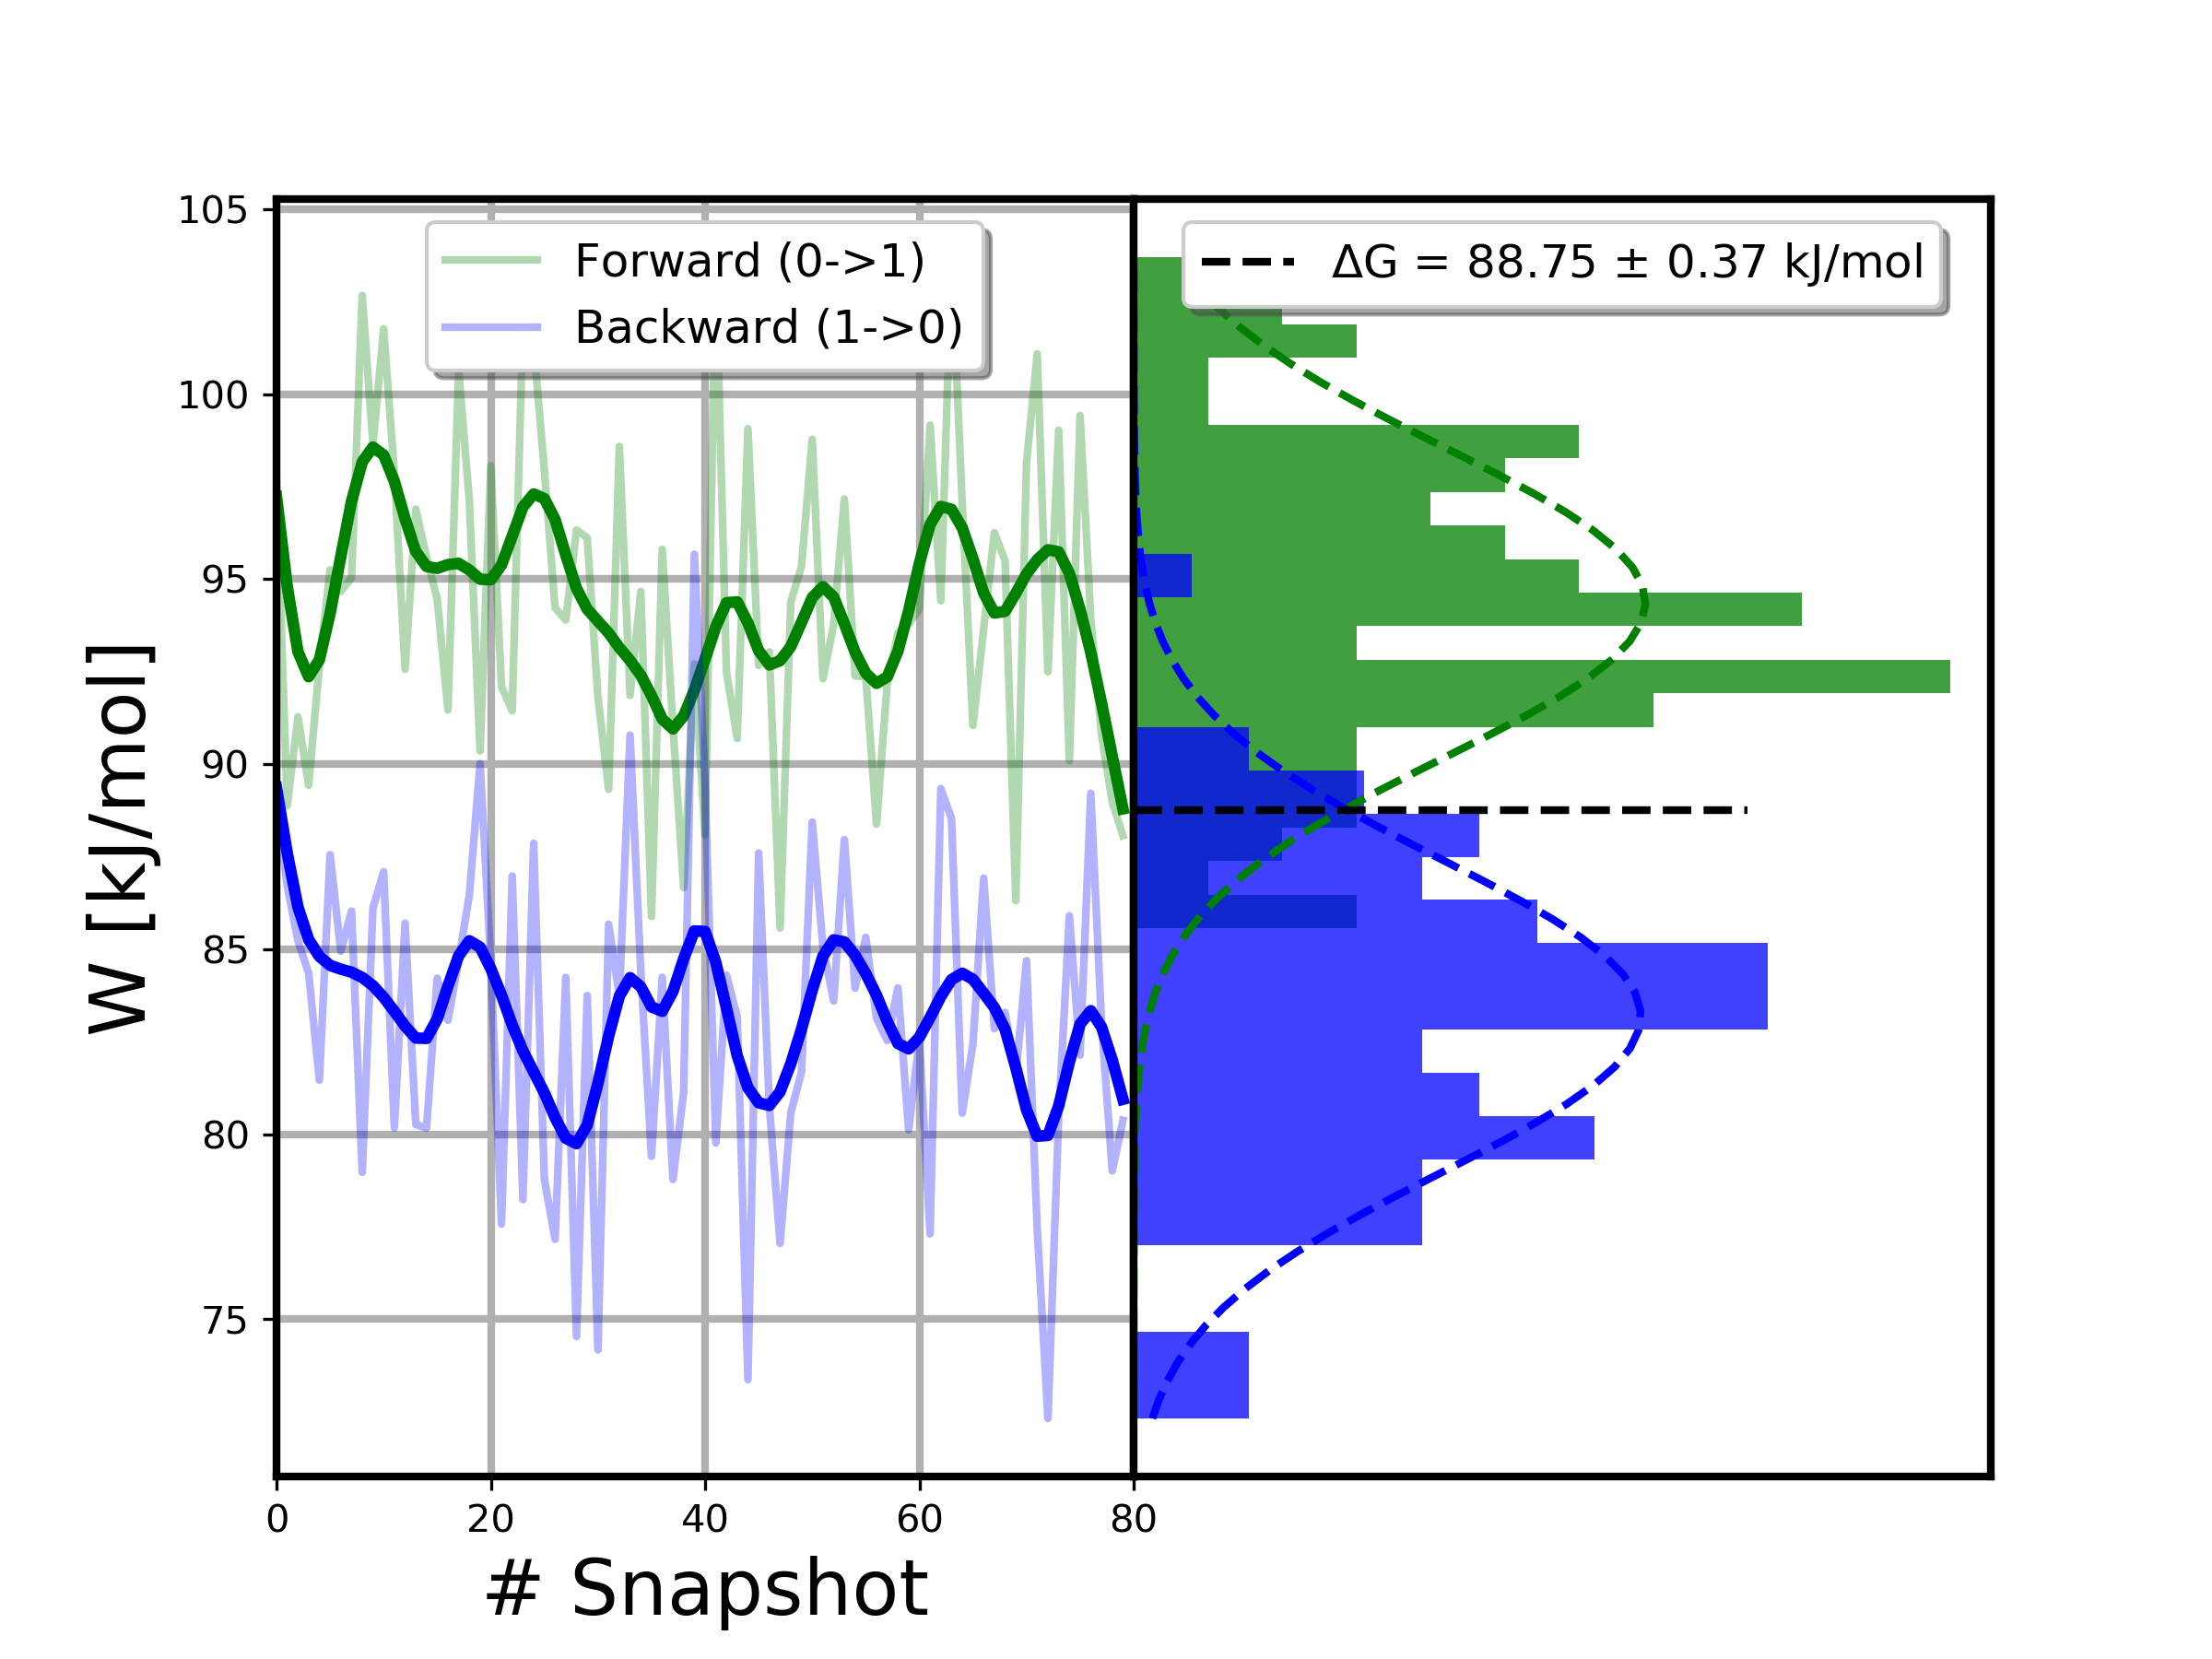 Forward (0->1)
Backward (1->0)
ΔG = 88.75 ± 0.37 kJ/mol
105
100
95
90
85
80
75
W [kJ/mol]
0 20 40 60 80
# Snapshot